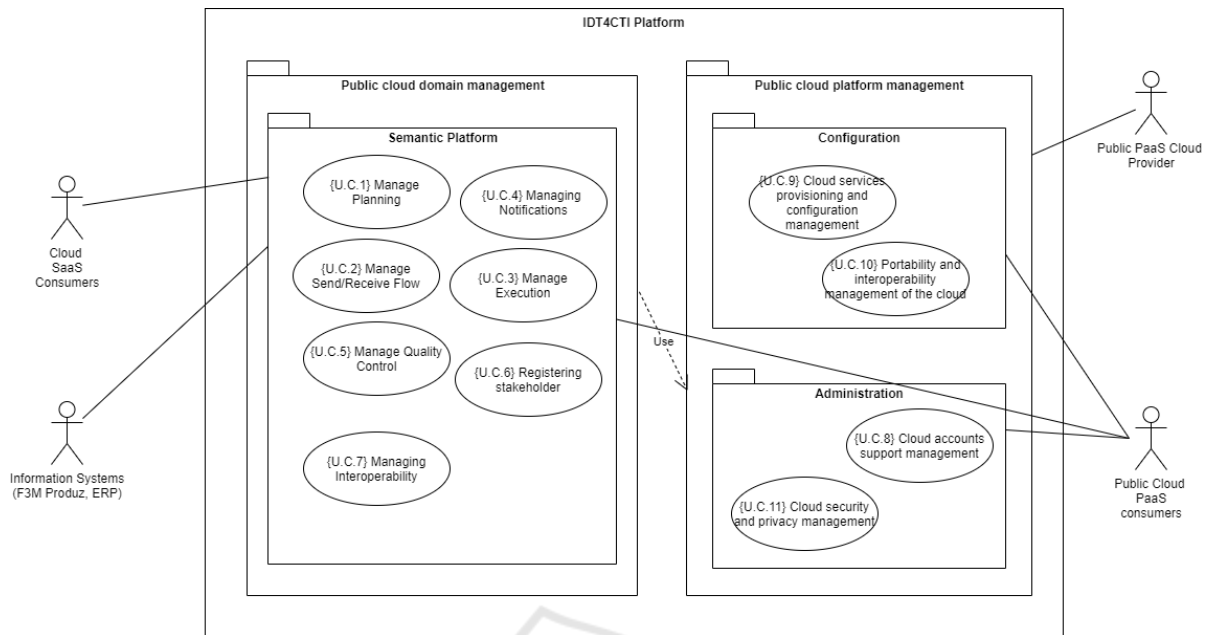 IDT4CTI Platform
Public cloud domain management
Semantic Platform
{U.C.1} Manage
Planning
{U.C.4} Managing
Notifications
{U.C.2} Manage
Send/Receive Flow
{U.C.3} Manage
Execution
{U.C.5} Manage Quality
Control
{U.C.6} Registering
stakeholder
{U.C.7} Managing
Interoperability
Cloud
SaaS
Consumers
Information Systems
(F3M Produz, ERP)
Use
Public cloud platform management
Configuration
{U.C.9} Cloud services
provisioning and
configuration
management
{U.C.10} Portability and
interoperability
management of the cloud
Administration
{U.C.8} Cloud accounts
support management
{U.C.11} Cloud security
and privacy management
Public PaaS Cloud
Provider
Public Cloud
PaaS
consumers